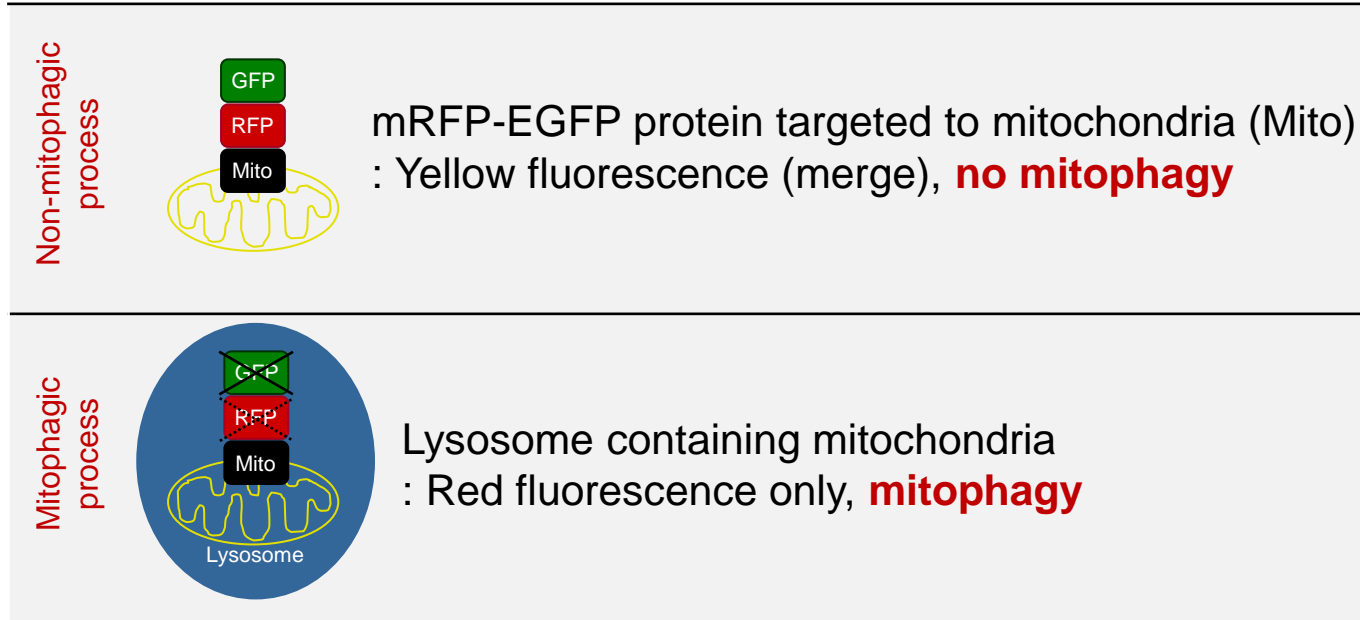 Non-mitophagic
process
GFP
RFP
Mito
mRFP-EGFP protein targeted to mitochondria (Mito)
: Yellow fluorescence (merge), no mitophagy
Mitophagic
process
GFP
RFP
Mito
Lysosome
Lysosome containing mitochondria
: Red fluorescence only, mitophagy